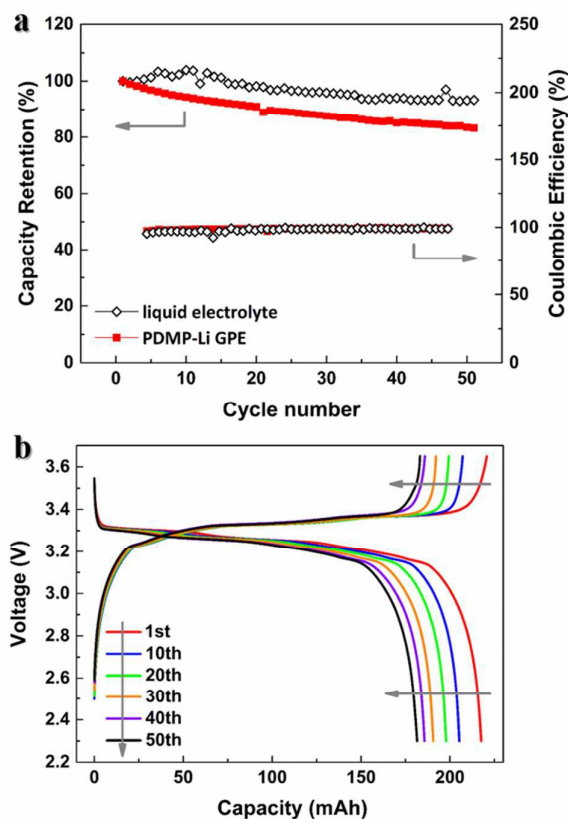 a
120
100
80
60
40
20
0
Capacity Retention (%)
250
200
150
100
50
0
Coulombic Efficiency (%)
liquid electrolyte
PDMP-Li GPE
0 10 20 30 40 50
Cycle number
b
3.6
3.4
3.2
3.0
2.8
2.6
2.4
2.2
Voltage (V)
1st
10th
20th
30th
40th
50th
0 50 100 150 200
Capacity (mAh)